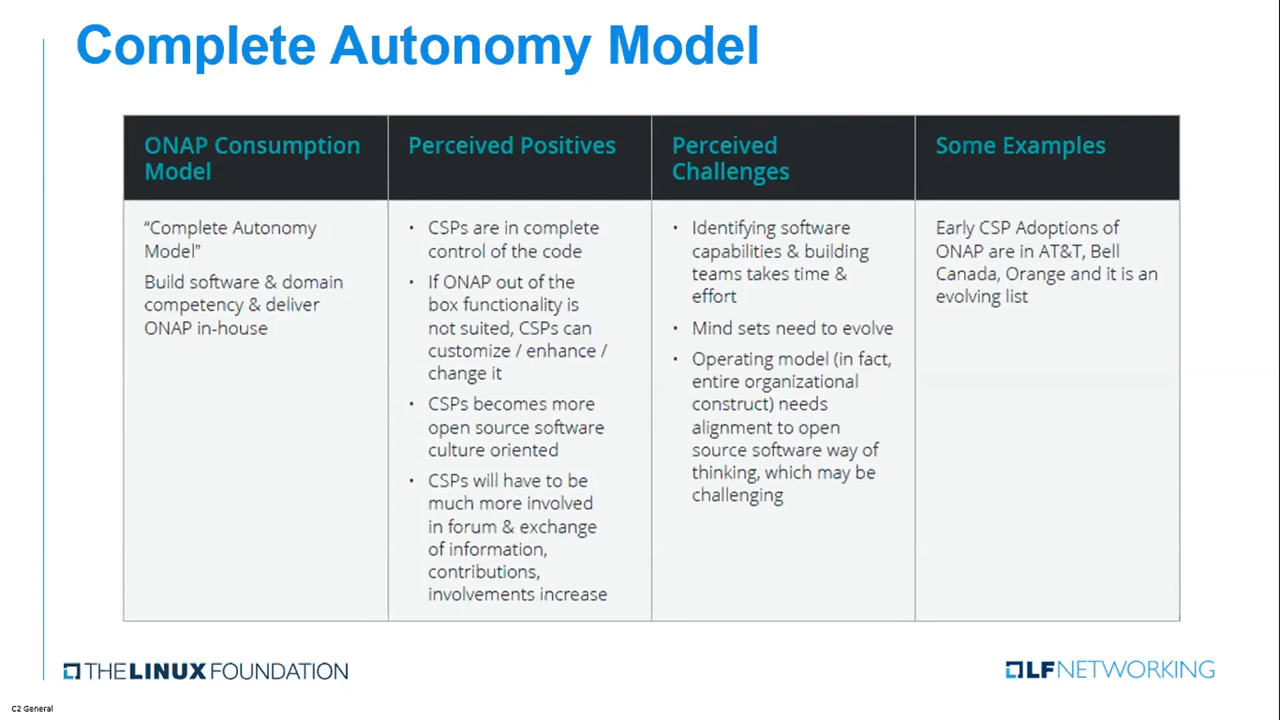 Complete Autonomy Model
ONAP Consumption
Model
Perceived Positives
Perceived
Challenges
Some Examples
“Complete Autonomy
Model”
Build software & domain
competency & deliver
ONAP in-house
• CSPs are in complete
control of the code
• If ONAP out of the
box functionality is
not suited, CSPs can
customize / enhance /
change it
• CSPs becomes more
open source software
culture oriented
• CSPs will have to be
much more involved
in forum & exchange
of information,
contributions,
involvements increase
• Identifying software
capabilities & building
teams takes time &
effort
• Mind sets need to evolve
• Operating model (in fact,
entire organizational
construct) needs
alignment to open
source software way of
thinking, which may be
challenging
Early CSP Adoptions of
ONAP are in AT&T, Bell
Canada, Orange and it is an
evolving list
THE LINUX FOUNDATION
LFNETWORKING
C2 General